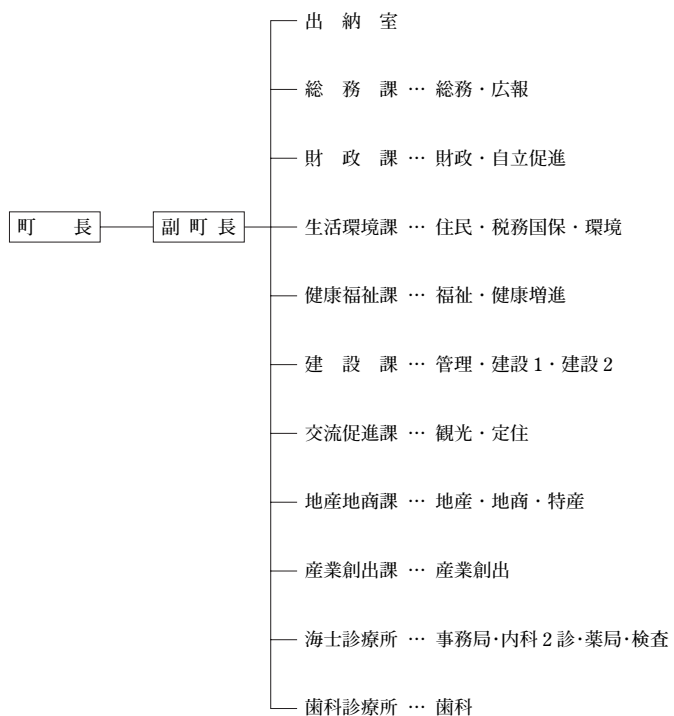 出納室
総務課 … 総務・広報
財政課 … 財政・自立促進
町長
副町長
生活環境課 … 住民・税務国保・環境
健康福祉課 … 福祉・健康増進
建設課 … 管理・建設1・建設2
交流促進課 … 観光・定住
地産地商課 … 地産・地商・特産
産業創出課 … 産業創出
海士診療所 … 事務局・内科2診・薬局・検査
歯科診療所 … 歯科